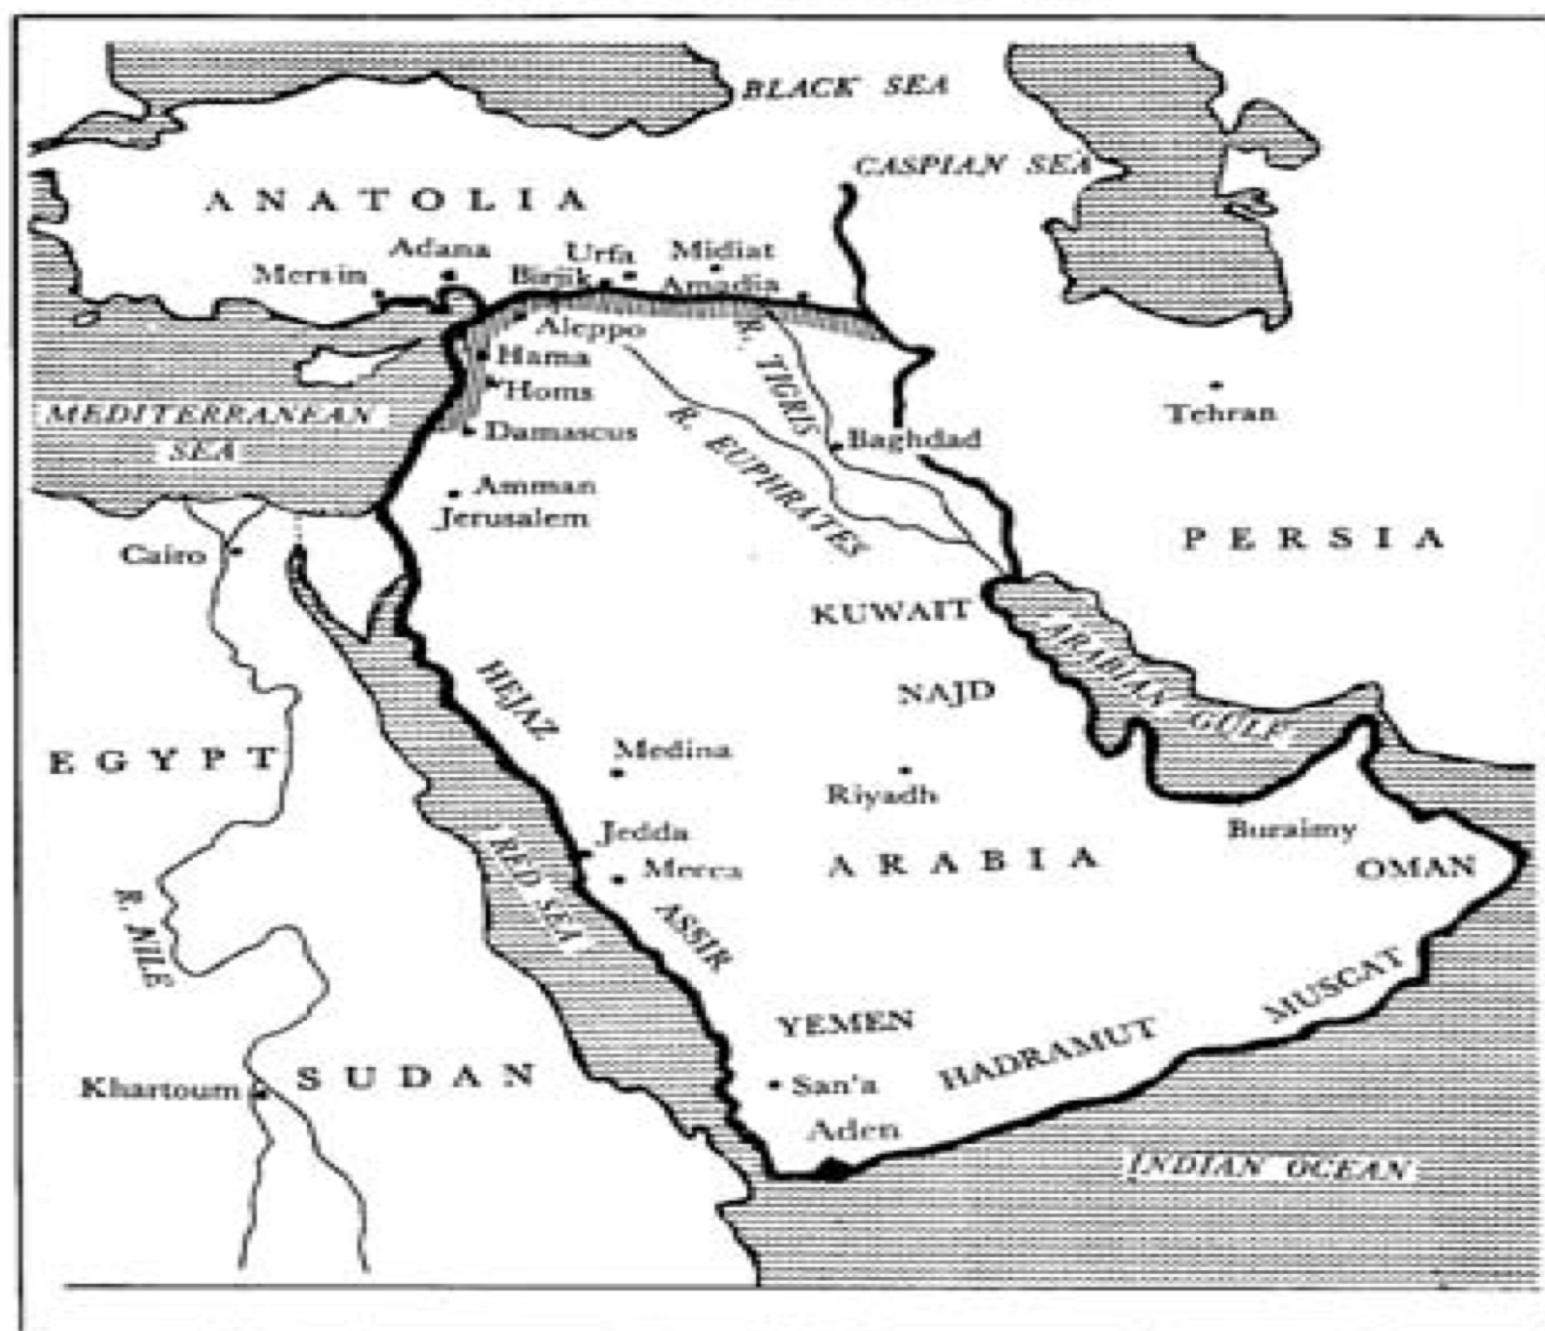 BLACK SEA
CASPIAN SEA
ANATOLIA
Adana
Urfa
Midiat
Mersin
Birjik
Amadia
Aleppo
Hama
Homs
Damascus
R. TIGRIS
R. EUPHRATES
Baghdad
Tehran
MEDITERRANEAN
SEA
Amman
Jerusalem
Cairo
PERSIA
KUWAIT
ARABIAN GULF
NAJD
HEJAZ
EGYPT
Medina
Riyadh
Jedda
Mecca
Buraimy
ARABIA
OMAN
RED SEA
ASSIR
R. NILE
MUSCAT
YEMEN
HADRAMUT
SUDAN
Khartoum
San'a
Aden
INDIAN OCEAN